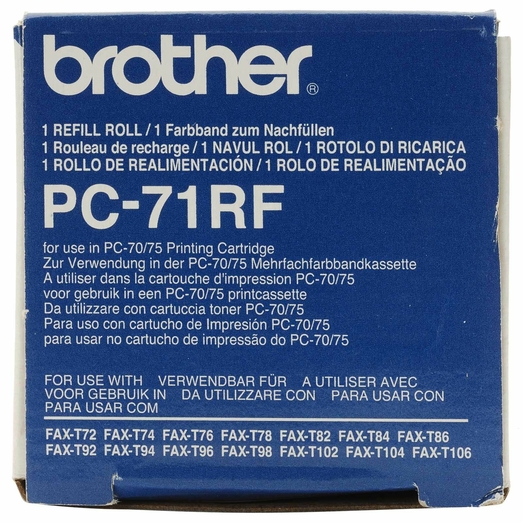 brother®
1 REFILL ROLL / 1 Farbband zum Nachfüllen
1 Rouleau de recharge / 1 NAVUL ROL / 1 ROTOLO DI RICARICA
1 ROLLO DE REALIMENTACIÓN / 1 ROLO DE REALIMENTAÇÃO
PC-71RF
for use in PC-70/75 Printing Cartridge
Zur Verwendung in der PC-70/75 Mehrfachfarbbandkassette
A utiliser dans la cartouche d'impression PC-70/75
voor gebruik in een PC-70/75 printcassette
Da utilizzare con cartuccia toner PC-70/75
Para uso con cartucho de Impresión PC-70/75
para usar no cartucho de impressão do PC-70/75
FOR USE WITH VERWENDBAR FÜR A UTILISER AVEC
VOOR GEBRUIK IN DA UTILIZZARE CON PARA USAR CON
PARA USAR COM
FAX-T72 FAX-T74 FAX-T76 FAX-T78 FAX-T82 FAX-T84 FAX-T86
FAX-T92 FAX-T94 FAX-T96 FAX-T98 FAX-T102 FAX-T104 FAX-T106